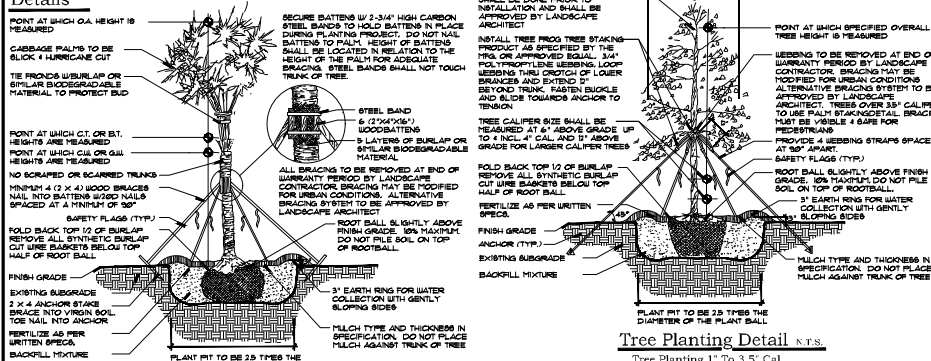 Details
POINT AT WHICH O.A. HEIGHT IS
MEASURED
CABBAGE PALMS TO BE
SLICK & HURRICANE CUT
TIE FRONDS W/BURLAP OR
SIMILAR BIODEGRADABLE
MATERIAL TO PROTECT BUD
POINT AT WHICH C.T. OR B.T.
HEIGHTS ARE MEASURED
POINT AT WHICH C.W. OR G.W.
HEIGHTS ARE MEASURED
NO SCRAPED OR SCARRED TRUNKS
MINIMUM 4 (2 x 4) WOOD BRACES
NAIL INTO BATTENS W/20D NAILS
SPACED AT A MINIMUM OF 90°
SAFETY FLAGS (TYP.)
FOLD BACK TOP 1/2 OF BURLAP
REMOVE ALL SYNTHETIC BURLAP
CUT WIRE BASKETS BELOW TOP
HALF OF ROOT BALL
FINISH GRADE
EXISTING SUBGRADE
2 X 4 ANCHOR STAKE
BRACE INTO VIRGIN SOIL.
TOE NAIL INTO ANCHOR
FERTILIZE AS PER
WRITTEN SPECS.
BACKFILL MIXTURE
SECURE BATTENS W/ 2-3/4" HIGH CARBON
STEEL BANDS TO HOLD BATTENS IN PLACE
DURING PLANTING PROJECT. DO NOT NAIL
BATTENS TO PALM. HEIGHT OF BATTENS
SHALL BE LOCATED IN RELATION TO THE
HEIGHT OF THE PALM FOR ADEQUATE
BRACING. STEEL BANDS SHALL NOT TOUCH
TRUNK OF TREE.
STEEL BAND
6 (2"X4"X16")
WOODBATTENS
5 LAYERS OF BURLAP OR
SIMILAR BIODEGRADABLE
MATERIAL
ALL BRACING TO BE REMOVED AT END OF
WARRANTY PERIOD BY LANDSCAPE
CONTRACTOR. BRACING MAY BE MODIFIED
FOR URBAN CONDITIONS. ALTERNATIVE
BRACING SYSTEM TO BE APPROVED BY
LANDSCAPE ARCHITECT
ROOT BALL SLIGHTLY ABOVE
FINISH GRADE. 10% MAXIMUM.
DO NOT PILE SOIL ON TOP
OF ROOTBALL.
3" EARTH RING FOR WATER
COLLECTION WITH GENTLY
SLOPING SIDES
MULCH TYPE AND THICKNESS IN
SPECIFICATION. DO NOT PLACE
MULCH AGAINST TRUNK OF TREE
PLANT PIT TO BE 2.5 TIMES THE
INSTALLATION AND SHALL BE
APPROVED BY LANDSCAPE
ARCHITECT
INSTALL TREE FROG TREE STAKING
PRODUCT AS SPECIFIED BY THE
MFG. OR APPROVED EQUAL. 3/4"
POLYTPROPYLENE WEBBING. LOOP
WEBBING THRU CROTCH OF LOWER
BRANCES AND EXTEND 12"
BEYOND TRUNK. FASTEN BUCKLE
AND SLIDE TOWARDS ANCHOR TO
TENSION
TREE CALIPER SIZE SHALL BE
MEASURED AT 6" ABOVE GRADE UP
TO & INCL. 4" CAL. AND 12" ABOVE
GRADE FOR LARGER CALIPER TREES
FOLD BACK TOP 1/2 OF BURLAP
REMOVE ALL SYNTHETIC BURLAP
CUT WIRE BASKETS BELOW TOP
HALF OF ROOT BALL
FERTILIZE AS PER WRITTEN
SPECS.
FINISH GRADE
ANCHOR (TYP.)
EXISTING SUBGRADE
BACKFILL MIXTURE
45°
POINT AT WHICH SPECIFIED OVERALL
TREE HEIGHT IS MEASURED
WEBBING TO BE REMOVED AT END O
WARRANTY PERIOD BY LANDSCAPE
CONTRACTOR. BRACING MAY BE
MODIFIED FOR URBAN CONDITIONS
ALTERNATIVE BRACING SYSTEM TO B
APPROVED BY LANDSCAPE
ARCHITECT. TREES OVER 3.5" CALIPE
TO USE PALM STAKINGDETAIL. BRACE
MUST BE VISIBLE & SAFE FOR
PEDESTRIANS
PROVIDE 4 WEBBING STRAPS SPACE
AT 90° APART.
SAFETY FLAGS (TYP.)
ROOT BALL SLIGHTLY ABOVE FINISH
GRADE. 10% MAXIMUM. DO NOT PILE
SOIL ON TOP OF ROOTBALL.
3" EARTH RING FOR WATER
COLLECTION WITH GENTLY
SLOPING SIDES
MULCH TYPE AND THICKNESS IN
SPECIFICATION. DO NOT PLACE
MULCH AGAINST TRUNK OF TREE
PLANT PIT TO BE 2.5 TIMES THE
DIAMETER OF THE PLANT BALL
Tree Planting Detail N.T.S.
Tree Planting 1" To 3.5" Cal